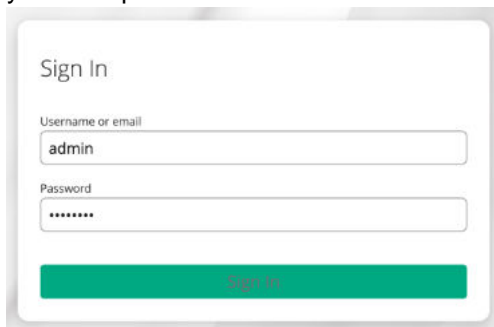 Sign In
Username or email
admin
Password
••••••••
Sign In